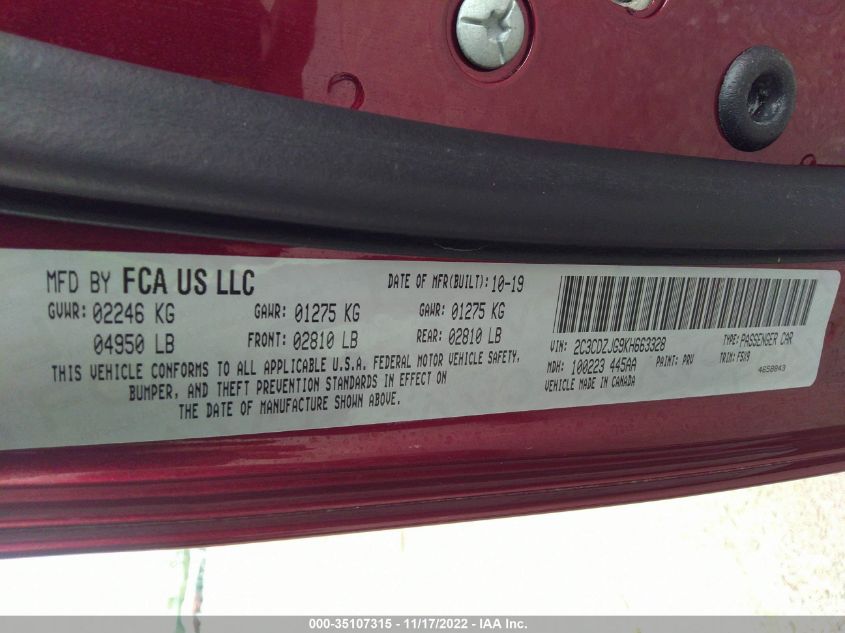 MFD BY FCA US LLC
DATE OF MFR(BUILT): 10-19
GVWR: 02246 KG GAWR: 01275 KG GAWR: 01275 KG
04950 LB FRONT: 02810 LB REAR: 02810 LB
THIS VEHICLE CONFORMS TO ALL APPLICABLE U.S.A. FEDERAL MOTOR VEHICLE SAFETY,
BUMPER, AND THEFT PREVENTION STANDARDS IN EFFECT ON
THE DATE OF MANUFACTURE SHOWN ABOVE.
VIN: 2C3CDZJG9KH663328 TYPE: PASSENGER CAR
MDH: 100223 445AA PAINT: PRV TRIM: FSX9
VEHICLE MADE IN CANADA 4658843
000-35107315 - 11/17/2022 - IAA Inc.